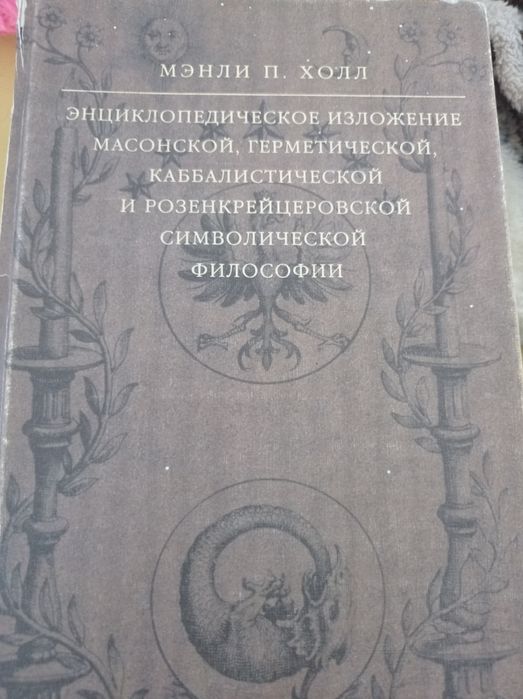 МЭНЛИ П. ХОЛЛ
ЭНЦИКЛОПЕДИЧЕСКОЕ ИЗЛОЖЕНИЕ
МАСОНСКОЙ, ГЕРМЕТИЧЕСКОЙ,
КАББАЛИСТИЧЕСКОЙ
И РОЗЕНКРЕЙЦЕРОВСКОЙ
СИМВОЛИЧЕСКОЙ
ФИЛОСОФИИ